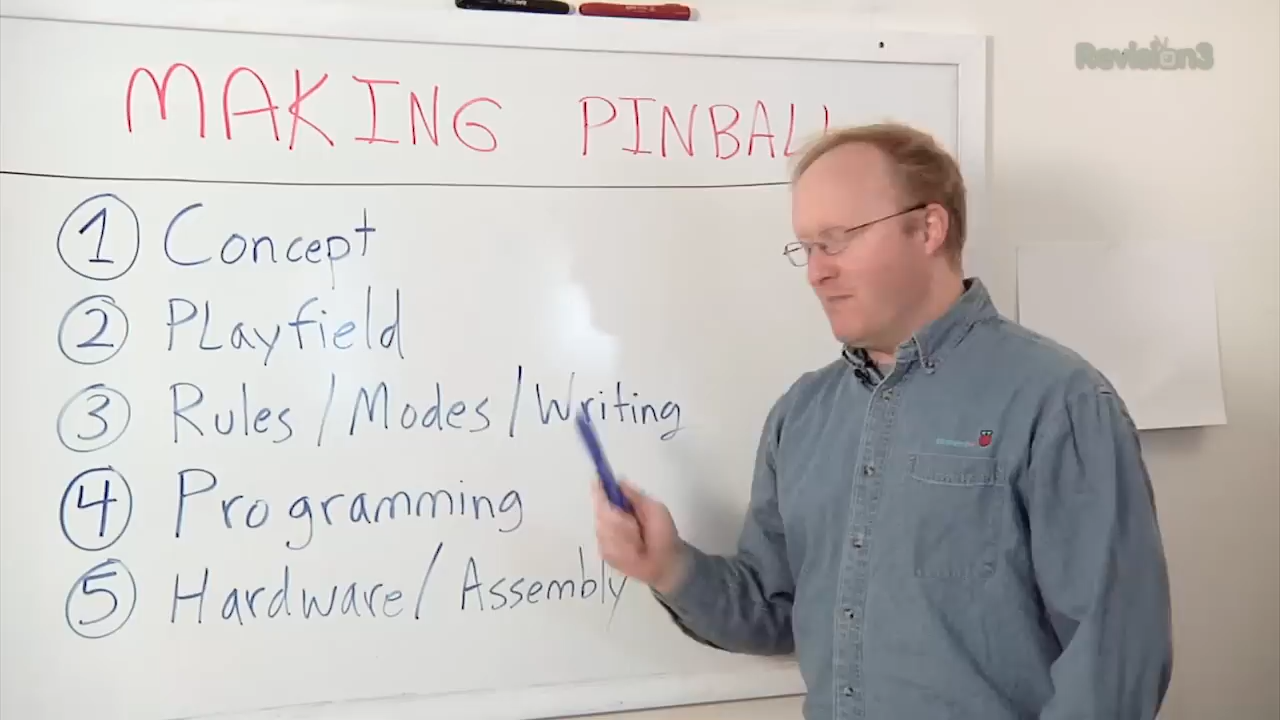 Revision3
MAKING PINBALL
1 Concept
2 PLayfield
3 Rules / Modes / Writing
4 Programming
5 Hardware / Assembly